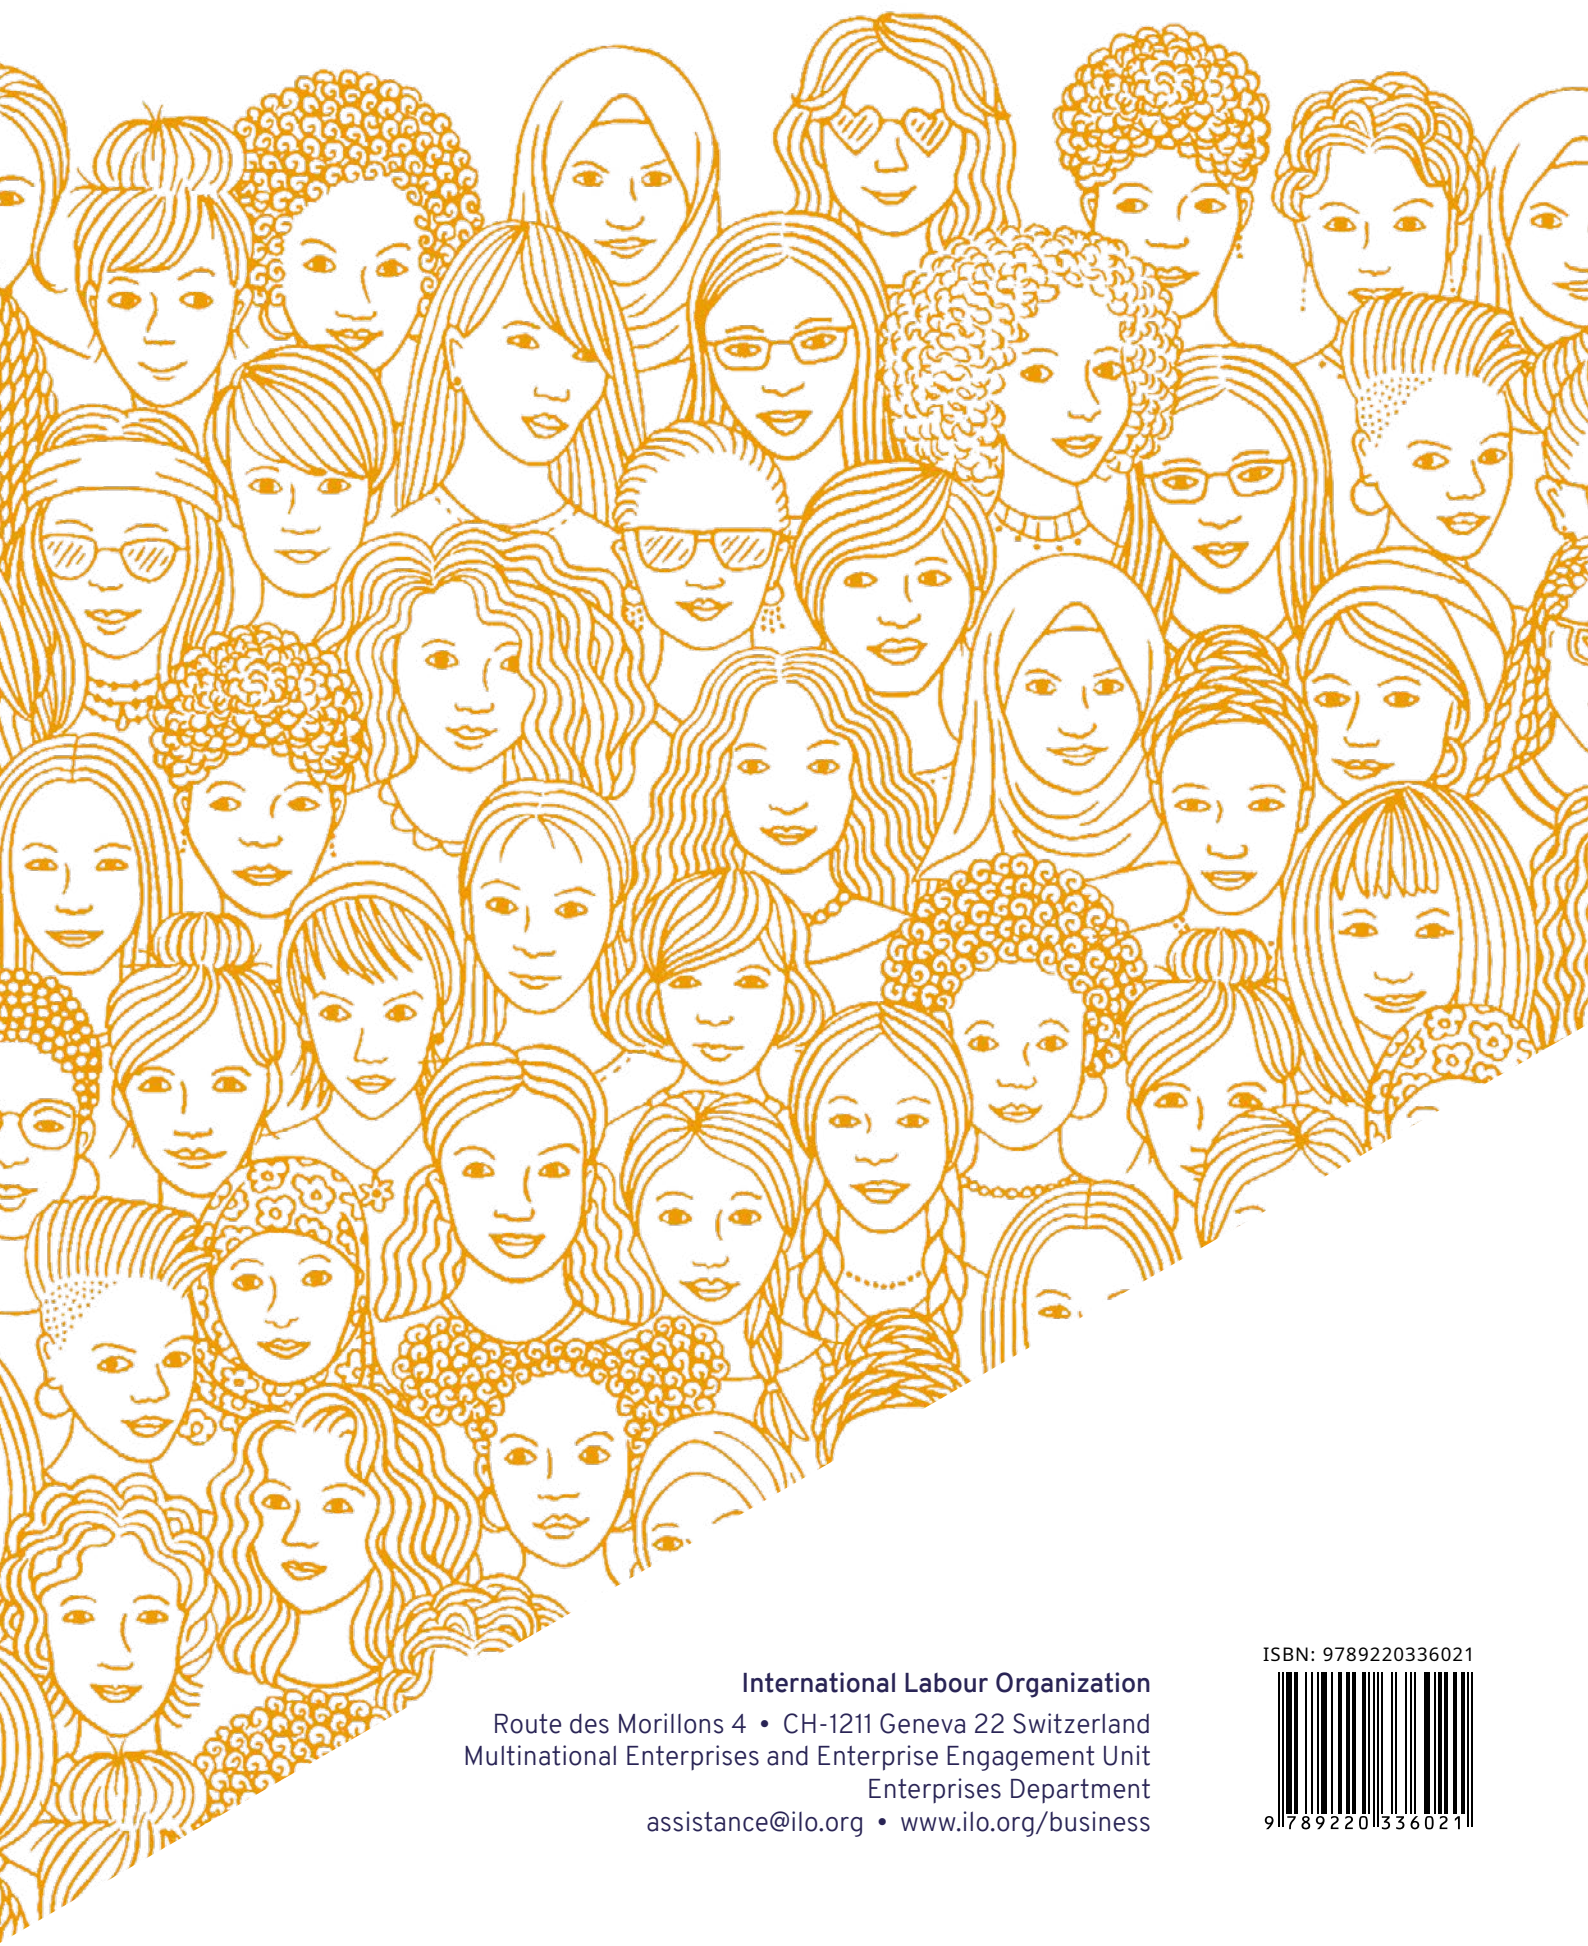 ISBN: 9789220336021
International Labour Organization
Route des Morillons 4 • CH-1211 Geneva 22 Switzerland
Multinational Enterprises and Enterprise Engagement Unit
Enterprises Department
assistance@ilo.org • www.ilo.org/business
9 789220 336021